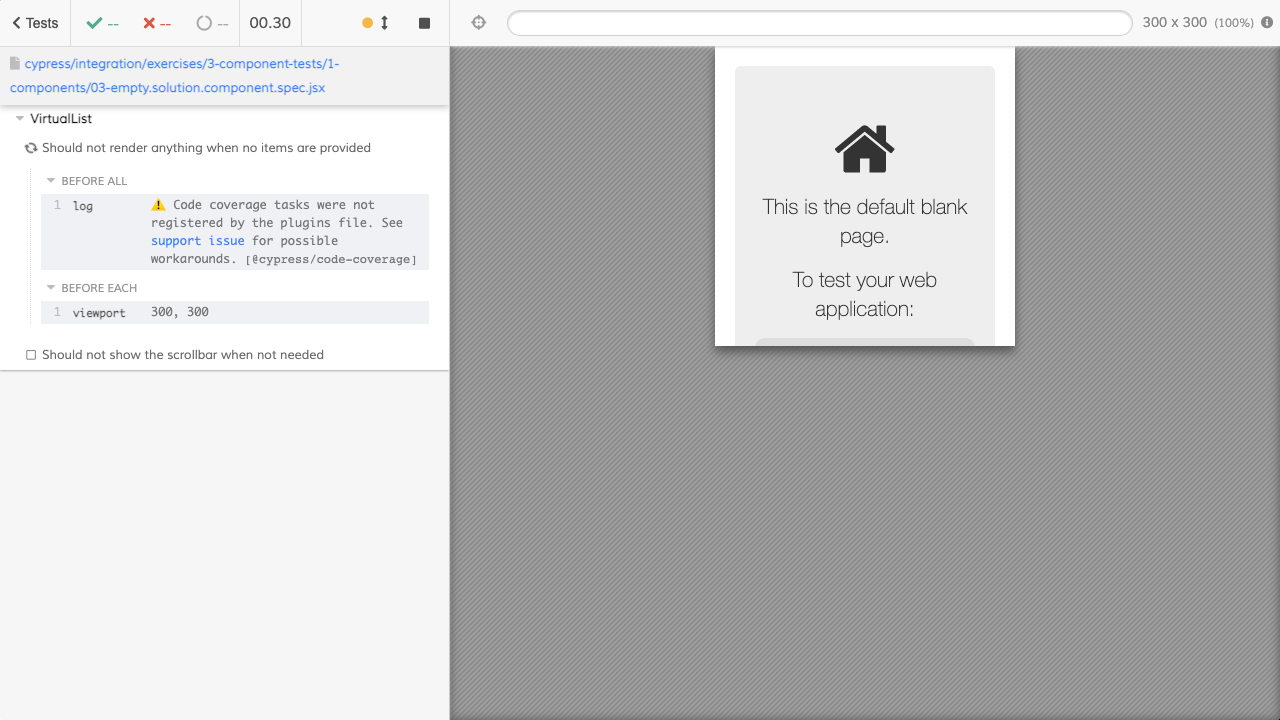 Tests
--
--
--
00.30
300 x 300 (100%)
cypress/integration/exercises/3-component-tests/1-
components/03-empty.solution.component.spec.jsx
VirtualList
Should not render anything when no items are provided
BEFORE ALL
1 log ⚠️ Code coverage tasks were not
registered by the plugins file. See
support issue for possible
workarounds. [@cypress/code-coverage]
BEFORE EACH
1 viewport 300, 300
Should not show the scrollbar when not needed
This is the default blank
page.
To test your web
application: